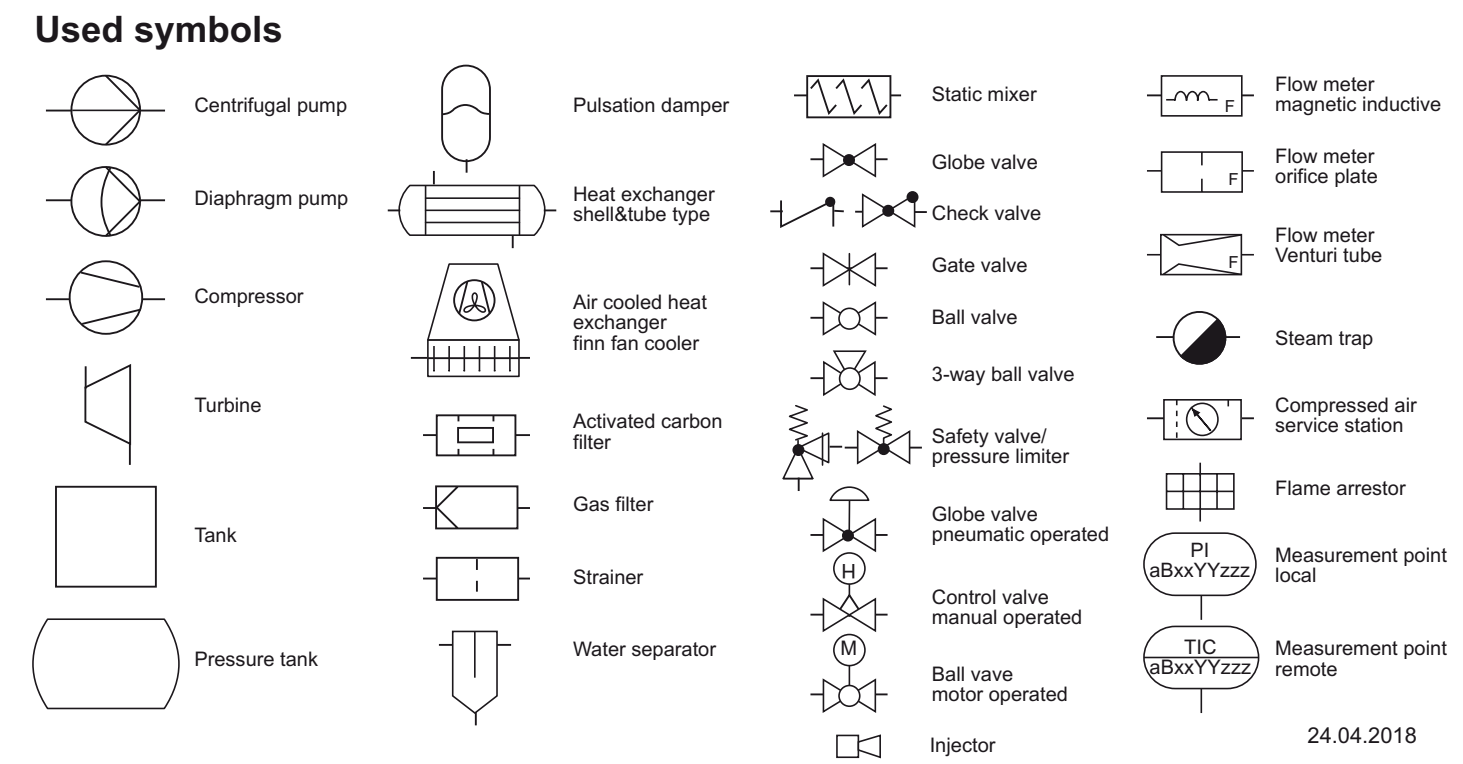 Used symbols
Centrifugal pump
Diaphragm pump
Compressor
Turbine
Tank
Pressure tank
Pulsation damper
Heat exchanger
shell&tube type
Air cooled heat
exchanger
finn fan cooler
Activated carbon
filter
Gas filter
Strainer
Water separator
Static mixer
Globe valve
Check valve
Gate valve
Ball valve
3-way ball valve
Safety valve/
pressure limiter
Globe valve
pneumatic operated
H
Control valve
manual operated
M
Ball vave
motor operated
Injector
F
Flow meter
magnetic inductive
F
Flow meter
orifice plate
F
Flow meter
Venturi tube
Steam trap
Compressed air
service station
Flame arrestor
PI
aBxxYYzzz
Measurement point
local
TIC
aBxxYYzzz
Measurement point
remote
24.04.2018